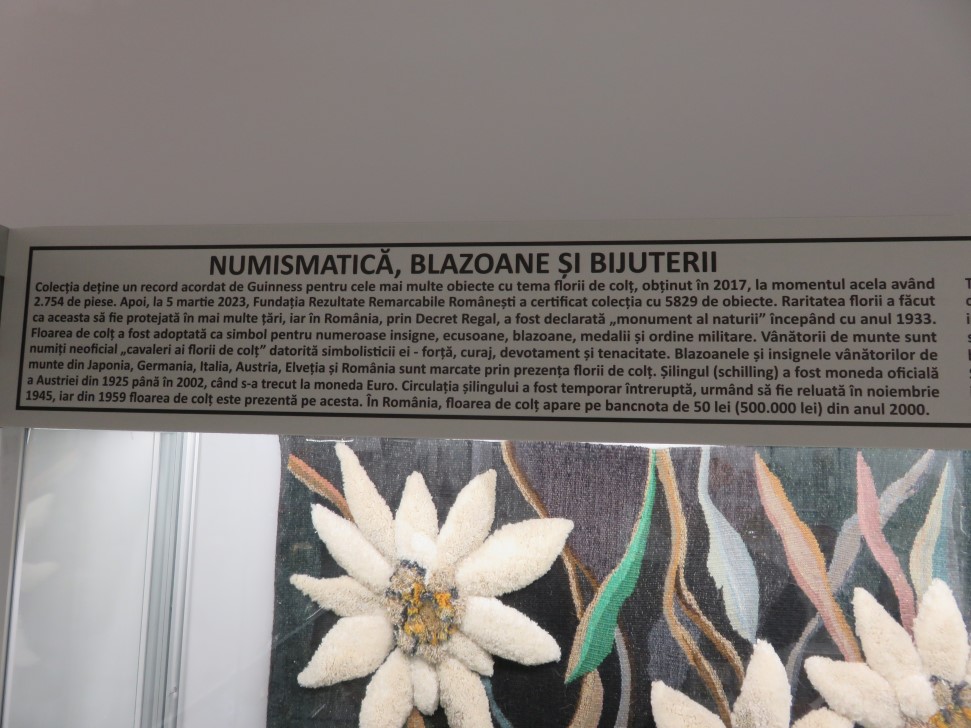 NUMISMATICĂ, BLAZOANE ȘI BIJUTERII
Colecția deține un record acordat de Guinness pentru cele mai multe obiecte cu tema florii de colț, obținut în 2017, la momentul acela având
2.754 de piese. Apoi, la 5 martie 2023, Fundația Rezultate Remarcabile Românești a certificat colecția cu 5829 de obiecte. Raritatea florii a făcut
ca aceasta să fie protejată în mai multe țări, iar în România, prin Decret Regal, a fost declarată „monument al naturii” începând cu anul 1933.
Floarea de colț a fost adoptată ca simbol pentru numeroase insigne, ecusoane, blazoane, medalii și ordine militare. Vânătorii de munte sunt
numiți neoficial „cavaleri ai florii de colț” datorită simbolisticii ei - forță, curaj, devotament și tenacitate. Blazoanele și insignele vânătorilor de
munte din Japonia, Germania, Italia, Austria, Elveția și România sunt marcate prin prezența florii de colț. Șilingul (schilling) a fost moneda oficială
a Austriei din 1925 până în 2002, când s-a trecut la moneda Euro. Circulația șilingului a fost temporar întreruptă, urmând să fie reluată în noiembrie
1945, iar din 1959 floarea de colț este prezentă pe acesta. În România, floarea de colț apare pe bancnota de 50 lei (500.000 lei) din anul 2000.